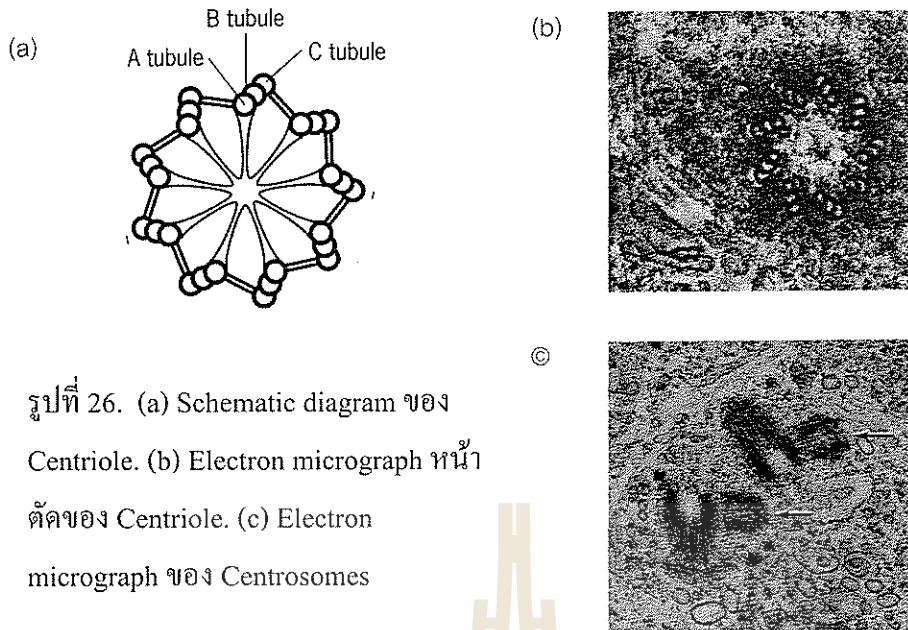 (a)
B tubule
A tubule
C tubule
(b)
©
รูปที่ 26. (a) Schematic diagram ของ
Centriole. (b) Electron micrograph หน้า
ตัดของ Centriole. (c) Electron
micrograph ของ Centrosomes